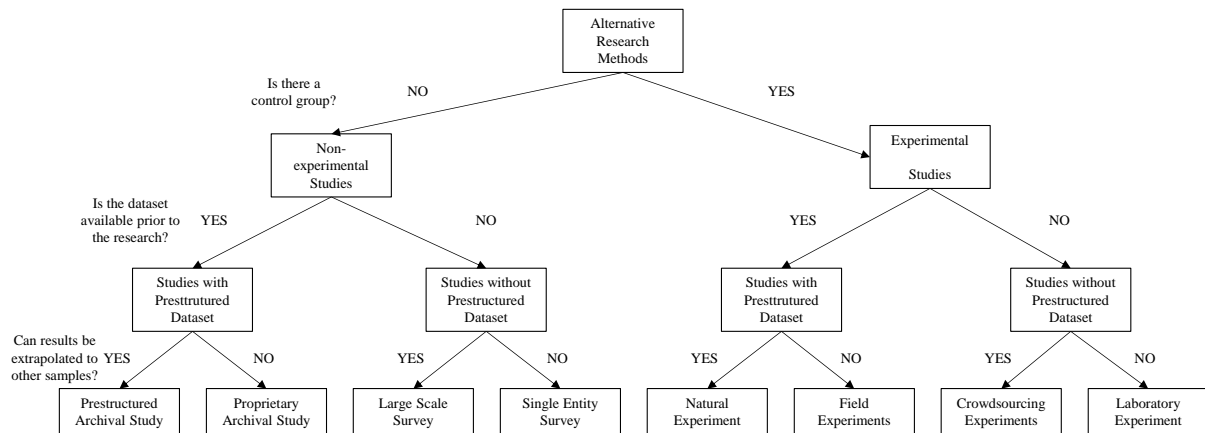 Alternative
Research
Methods
Is there a
control group?
NO
YES
Non-
experimental
Studies
Experimental
Studies
Is the dataset
available prior to
the research?
YES
NO
YES
NO
Studies with
Presttrutured
Dataset
Studies without
Prestructured
Dataset
Studies with
Presttrutured
Dataset
Studies without
Prestructured
Dataset
Can results be
extrapolated to
other samples?
YES
NO
YES
NO
YES
NO
YES
NO
Prestructured
Archival Study
Proprietary
Archival Study
Large Scale
Survey
Single Entity
Survey
Natural
Experiment
Field
Experiments
Crowdsourcing
Experiments
Laboratory
Experiment